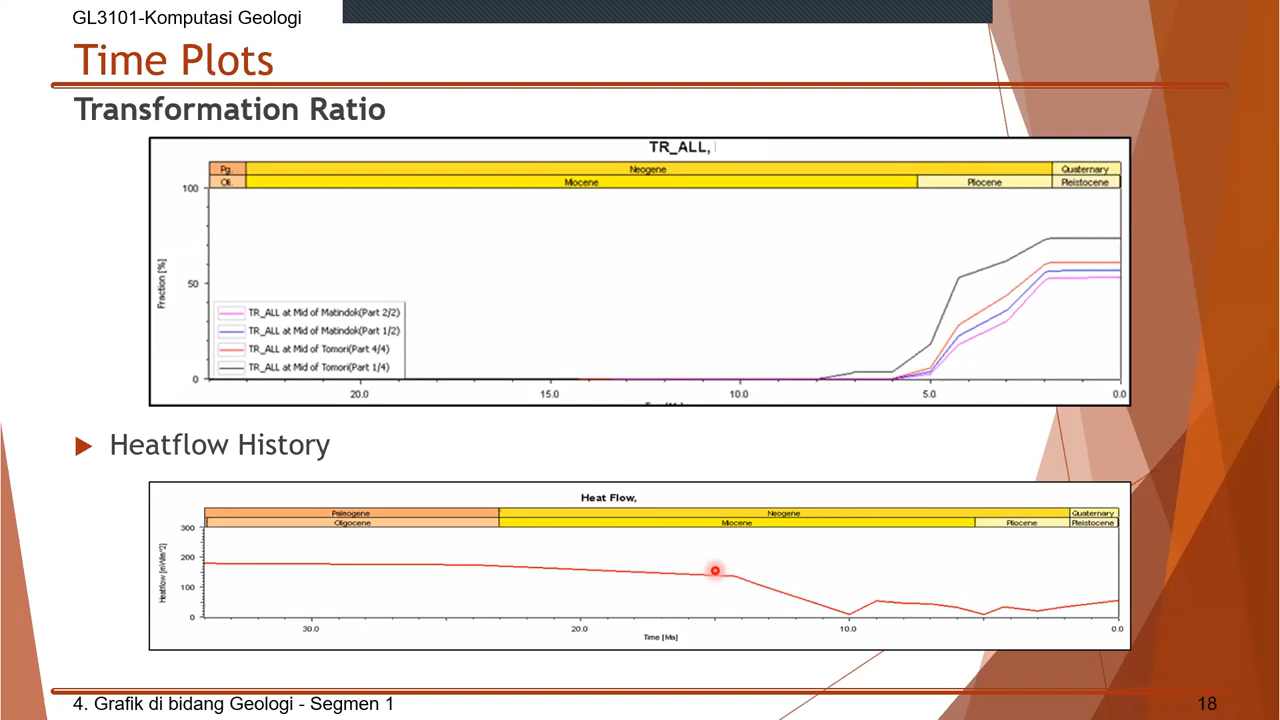 GL3101-Komputasi Geologi
Time Plots
Transformation Ratio
TR_ALL,
Pg. Neogene Quaternary
Oli. Miocene Pliocene Pleistocene
100
50
0
Fraction [%]
TR_ALL at Mid of Matindok(Part 2/2)
TR_ALL at Mid of Matindok(Part 1/2)
TR_ALL at Mid of Tomori(Part 4/4)
TR_ALL at Mid of Tomori(Part 1/4)
20.0 15.0 10.0 5.0 0.0
Heatflow History
Heat Flow,
Paleogene Neogene Quaternary
Oligocene Miocene Pliocene Pleistocene
300
200
100
0
Heatflow [mW/m^2]
30.0 20.0 10.0 0.0
Time [Ma]
4. Grafik di bidang Geologi - Segmen 1
18